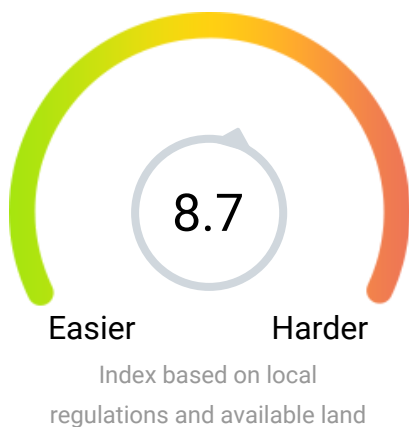 8.7
Easier
Harder
Index based on local
regulations and available land